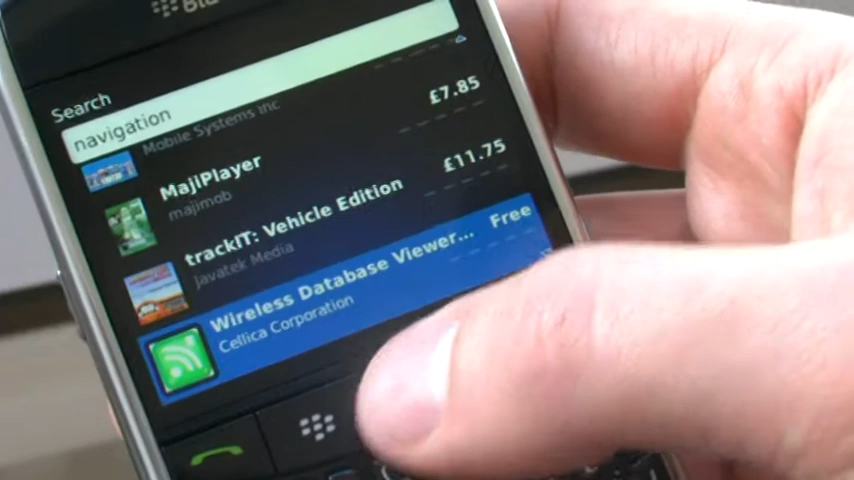 Search
navigation
Mobile Systems Inc
£7.85
MajiPlayer
majimob
£11.75
trackIT: Vehicle Edition
Javatek Media
Wireless Database Viewer... Free
Cellica Corporation